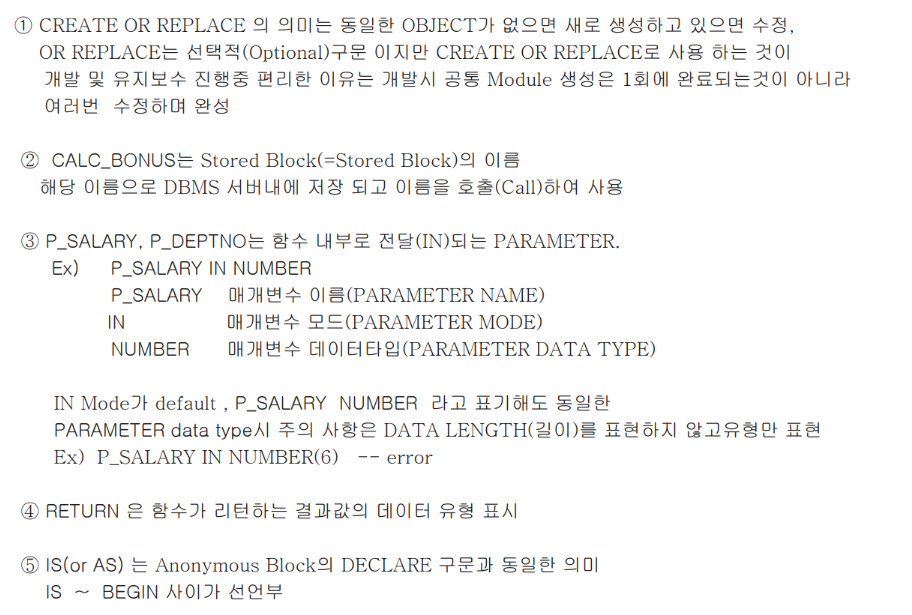 ① CREATE OR REPLACE 의 의미는 동일한 OBJECT가 없으면 새로 생성하고 있으면 수정,
OR REPLACE는 선택적(Optional)구문 이지만 CREATE OR REPLACE로 사용 하는 것이
개발 및 유지보수 진행중 편리한 이유는 개발시 공통 Module 생성은 1회에 완료되는것이 아니라
여러번 수정하며 완성
② CALC_BONUS는 Stored Block(=Stored Block)의 이름
해당 이름으로 DBMS 서버내에 저장 되고 이름을 호출(Call)하여 사용
③ P_SALARY, P_DEPTNO는 함수 내부로 전달(IN)되는 PARAMETER.
Ex) P_SALARY IN NUMBER
P_SALARY 매개변수 이름(PARAMETER NAME)
IN 매개변수 모드(PARAMETER MODE)
NUMBER 매개변수 데이터타입(PARAMETER DATA TYPE)
IN Mode가 default , P_SALARY NUMBER 라고 표기해도 동일한
PARAMETER data type시 주의 사항은 DATA LENGTH(길이)를 표현하지 않고유형만 표현
Ex) P_SALARY IN NUMBER(6) -- error
④ RETURN 은 함수가 리턴하는 결과값의 데이터 유형 표시
⑤ IS(or AS) 는 Anonymous Block의 DECLARE 구문과 동일한 의미
IS ~ BEGIN 사이가 선언부